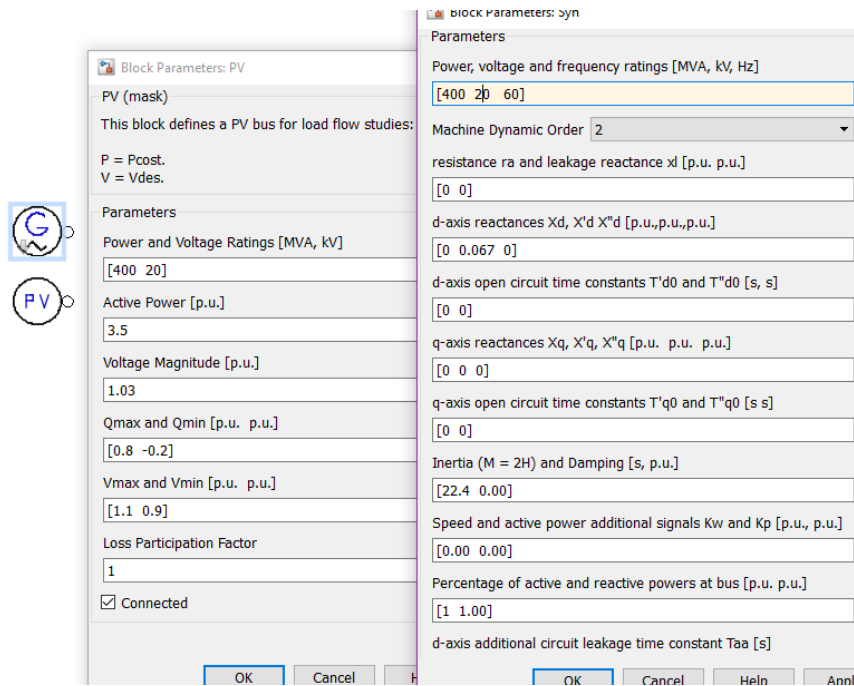 Block Parameters: PV
PV (mask)
This block defines a PV bus for load flow studies:
P = Pcost.
V = Vdes.
Parameters
Power and Voltage Ratings [MVA, kV]
[400 20]
Active Power [p.u.]
3.5
Voltage Magnitude [p.u.]
1.03
Qmax and Qmin [p.u. p.u.]
[0.8 -0.2]
Vmax and Vmin [p.u. p.u.]
[1.1 0.9]
Loss Participation Factor
1
Connected
OK
Cancel
G
PV
Block Parameters: Syn
Parameters
Power, voltage and frequency ratings [MVA, kV, Hz]
[400 20 60]
Machine Dynamic Order 2
resistance ra and leakage reactance xl [p.u. p.u.]
[0 0]
d-axis reactances Xd, X'd X"d [p.u.,p.u.,p.u.]
[0 0.067 0]
d-axis open circuit time constants T'd0 and T"d0 [s, s]
[0 0]
q-axis reactances Xq, X'q, X"q [p.u. p.u. p.u.]
[0 0 0]
q-axis open circuit time constants T'q0 and T"q0 [s s]
[0 0]
Inertia (M = 2H) and Damping [s, p.u.]
[22.4 0.00]
Speed and active power additional signals Kw and Kp [p.u., p.u.]
[0.00 0.00]
Percentage of active and reactive powers at bus [p.u. p.u.]
[1 1.00]
d-axis additional circuit leakage time constant Taa [s]
OK
Cancel
Help
Appl